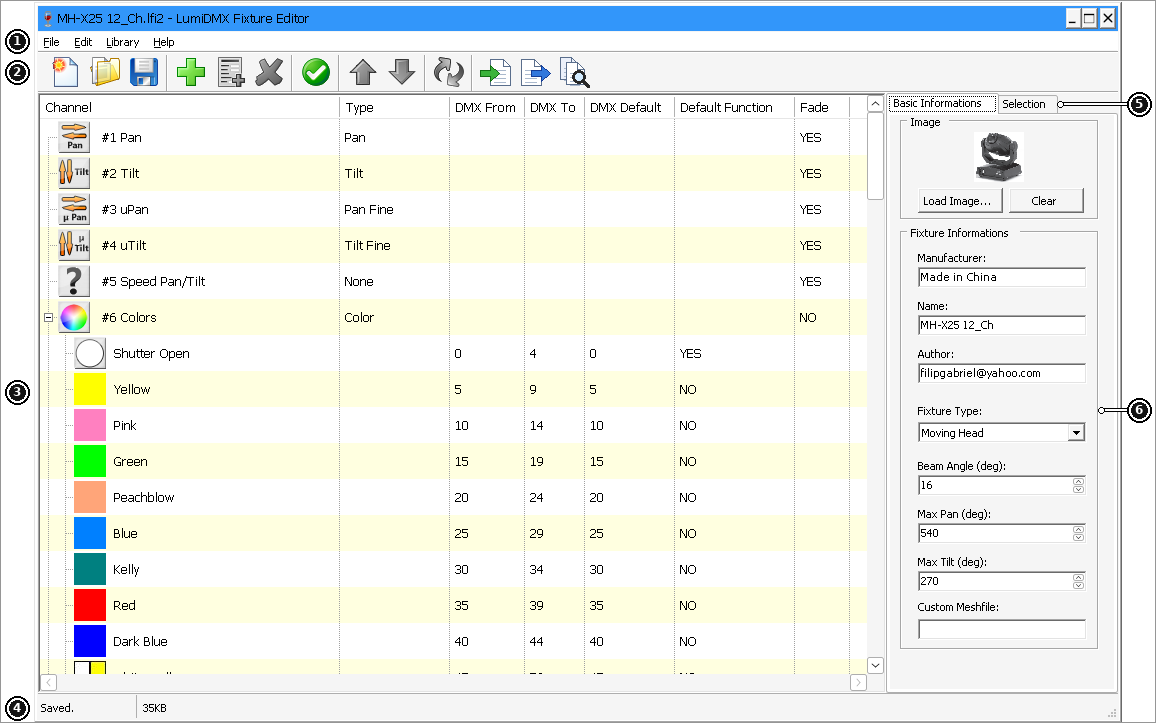 MH-X25 12_Ch.lfi2 - LumiDMX Fixture Editor
1 File Edit Library Help
2
Channel Type DMX From DMX To DMX Default Default Function Fade
Pan #1 Pan Pan YES
Tilt #2 Tilt Tilt YES
µ Pan #3 uPan Pan Fine YES
µ Tilt #4 uTilt Tilt Fine YES
? #5 Speed Pan/Tilt None YES
#6 Colors Color NO
Shutter Open 0 4 0 YES
3 Yellow 5 9 5 NO
Pink 10 14 10 NO
Green 15 19 15 NO
Peachblow 20 24 20 NO
Blue 25 29 25 NO
Kelly 30 34 30 NO
Red 35 39 35 NO
Dark Blue 40 44 40 NO
Basic Informations Selection 5
Image
Load Image... Clear
Fixture Informations
Manufacturer:
Made in China
Name:
MH-X25 12_Ch
Author:
filipgabriel@yahoo.com
Fixture Type: 6
Moving Head
Beam Angle (deg):
16
Max Pan (deg):
540
Max Tilt (deg):
270
Custom Meshfile:
4 Saved. 35KB